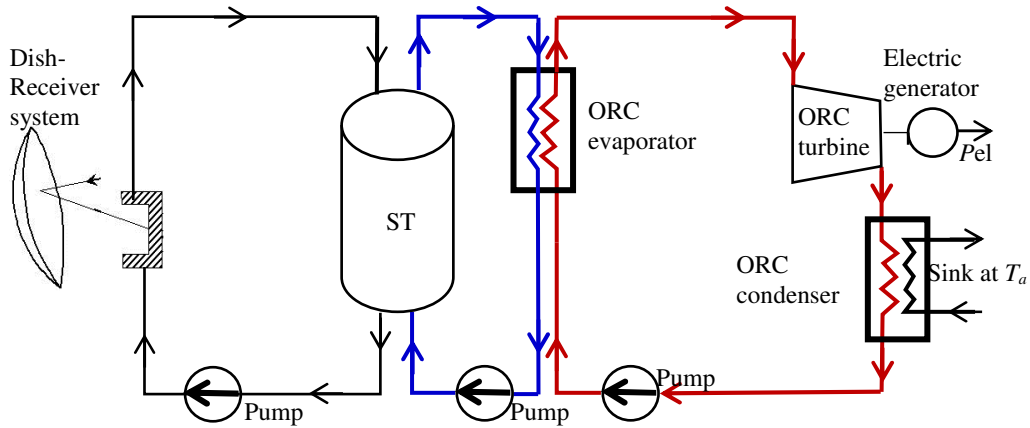 Dish-
Receiver
system
ST
ORC
evaporator
ORC
turbine
Electric
generator
Pel
ORC
condenser
Sink at Ta
Pump
Pump
Pump